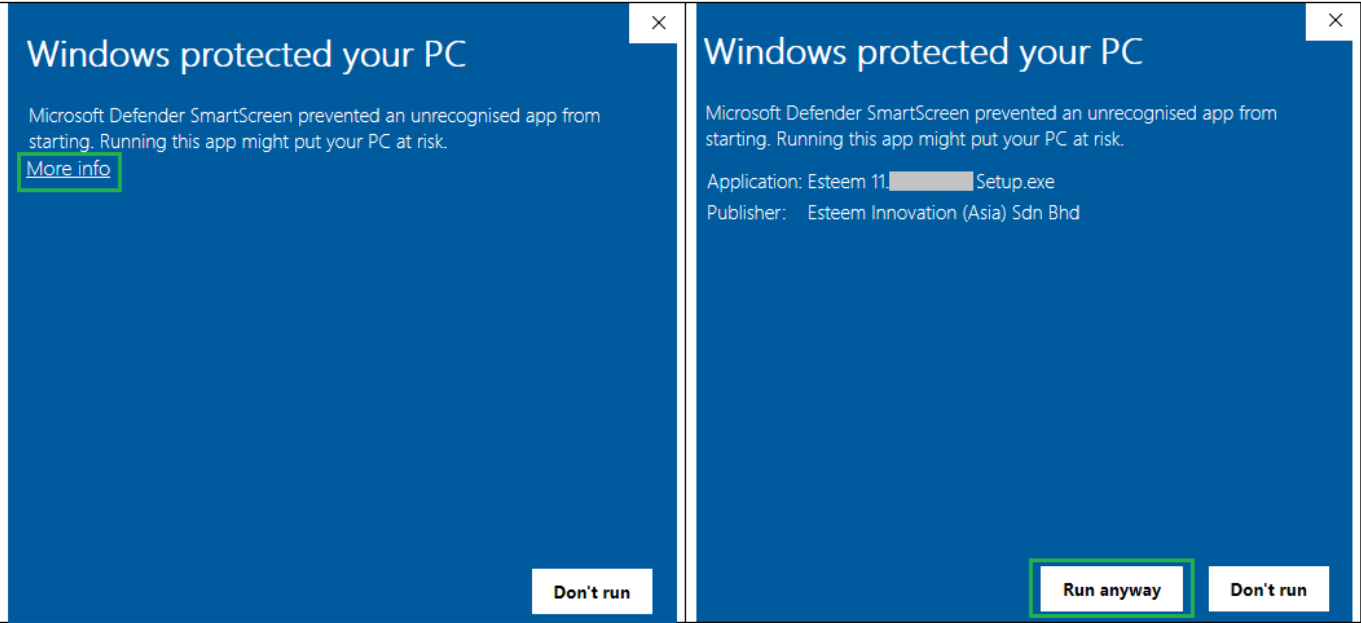 Windows protected your PC
Microsoft Defender SmartScreen prevented an unrecognised app from
starting. Running this app might put your PC at risk.
More info
Don't run
Windows protected your PC
Microsoft Defender SmartScreen prevented an unrecognised app from
starting. Running this app might put your PC at risk.
Application: Esteem 11. Setup.exe
Publisher: Esteem Innovation (Asia) Sdn Bhd
Run anyway Don't run